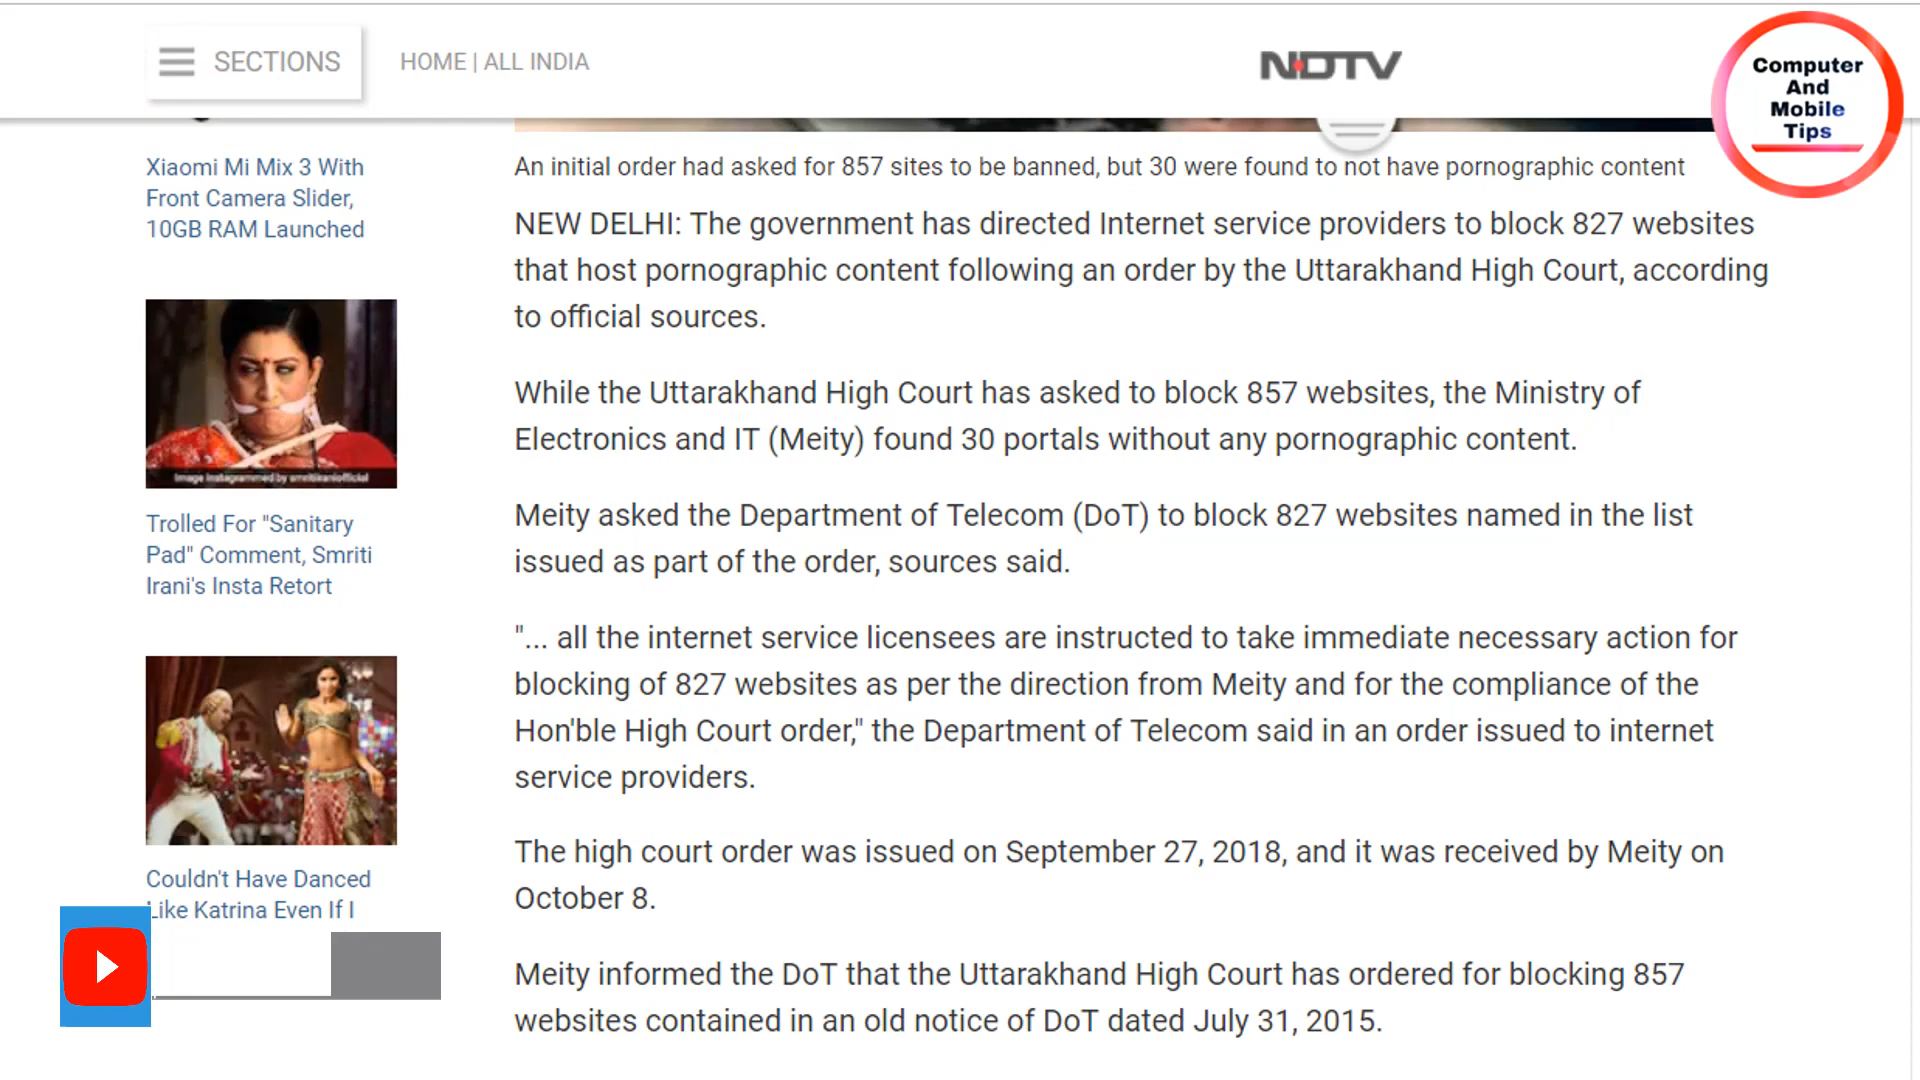 SECTIONS
HOME | ALL INDIA
NDTV
Computer
And
Mobile
Tips
Xiaomi Mi Mix 3 With
Front Camera Slider,
10GB RAM Launched
Image Instagrammed by smritiiraniofficial
Trolled For "Sanitary
Pad" Comment, Smriti
Irani's Insta Retort
Couldn't Have Danced
Like Katrina Even If I
An initial order had asked for 857 sites to be banned, but 30 were found to not have pornographic content
NEW DELHI: The government has directed Internet service providers to block 827 websites
that host pornographic content following an order by the Uttarakhand High Court, according
to official sources.
While the Uttarakhand High Court has asked to block 857 websites, the Ministry of
Electronics and IT (Meity) found 30 portals without any pornographic content.
Meity asked the Department of Telecom (DoT) to block 827 websites named in the list
issued as part of the order, sources said.
"... all the internet service licensees are instructed to take immediate necessary action for
blocking of 827 websites as per the direction from Meity and for the compliance of the
Hon'ble High Court order," the Department of Telecom said in an order issued to internet
service providers.
The high court order was issued on September 27, 2018, and it was received by Meity on
October 8.
Meity informed the DoT that the Uttarakhand High Court has ordered for blocking 857
websites contained in an old notice of DoT dated July 31, 2015.